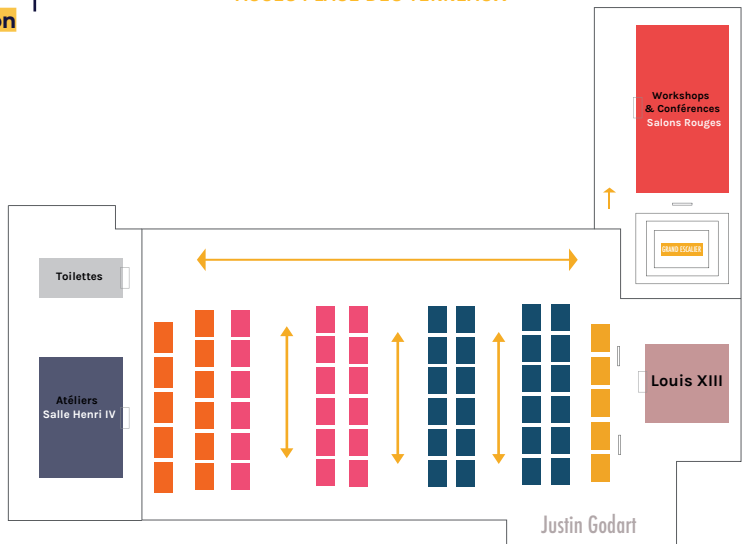 Workshops
& Conférences
Salons Rouges
GRAND ESCALIER
Toilettes
Atéliers
Salle Henri IV
Louis XIII
Justin Godart